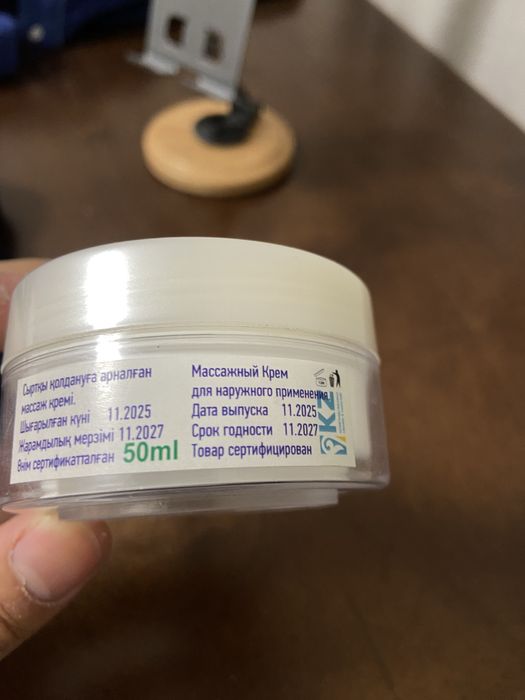 Сыртқы қолдануға арналған
массаж кремі.
Шығарылған күні 11.2025
Жарамдылық мерзімі 11.2027
Өнім сертификатталған 50ml
Массажный Крем
для наружного применения
Дата выпуска 11.2025
Срок годности 11.2027
Товар сертифицирован
KZ